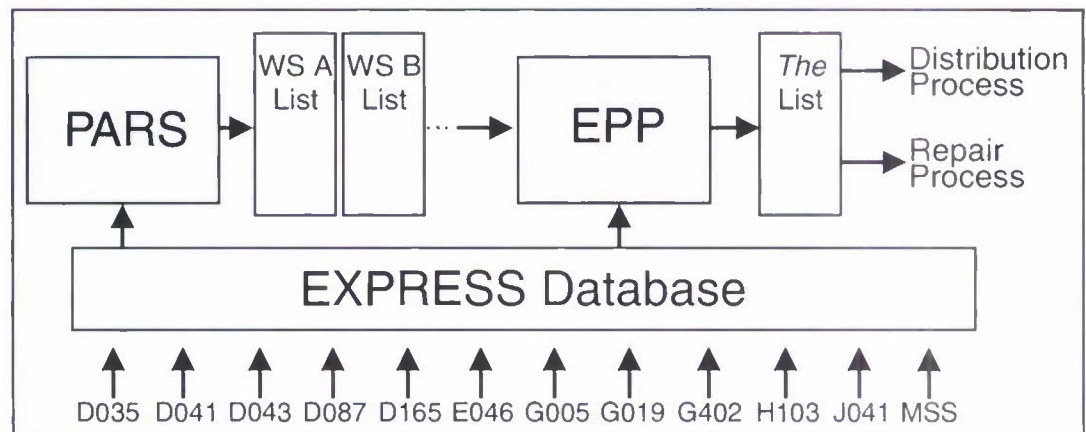 PARS
WS A
List
WS B
List
...
EPP
The
List
Distribution
Process
Repair
Process
EXPRESS Database
D035 D041 D043 D087 D165 E046 G005 G019 G402 H103 J041 MSS